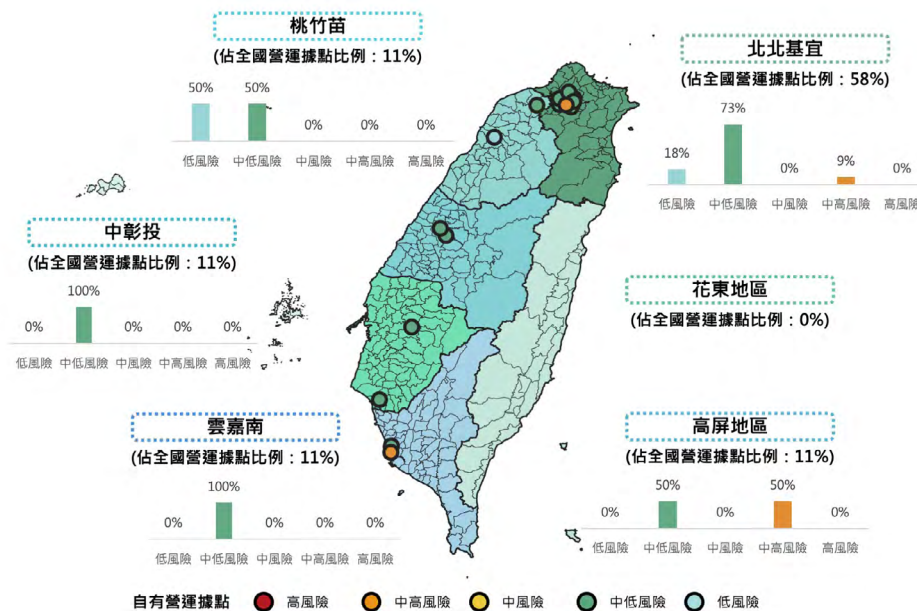 桃竹苗
(佔全國營運據點比例：11%)
50% 50% 0% 0% 0%
低風險 中低風險 中風險 中高風險 高風險
北北基宜
(佔全國營運據點比例：58%)
18% 73% 0% 9% 0%
低風險 中低風險 中風險 中高風險 高風險
中彰投
(佔全國營運據點比例：11%)
0% 100% 0% 0% 0%
低風險 中低風險 中風險 中高風險 高風險
花東地區
(佔全國營運據點比例：0%)
雲嘉南
(佔全國營運據點比例：11%)
0% 100% 0% 0% 0%
低風險 中低風險 中風險 中高風險 高風險
高屏地區
(佔全國營運據點比例：11%)
0% 50% 0% 50% 0%
低風險 中低風險 中風險 中高風險 高風險
自有營運據點 高風險 中高風險 中風險 中低風險 低風險